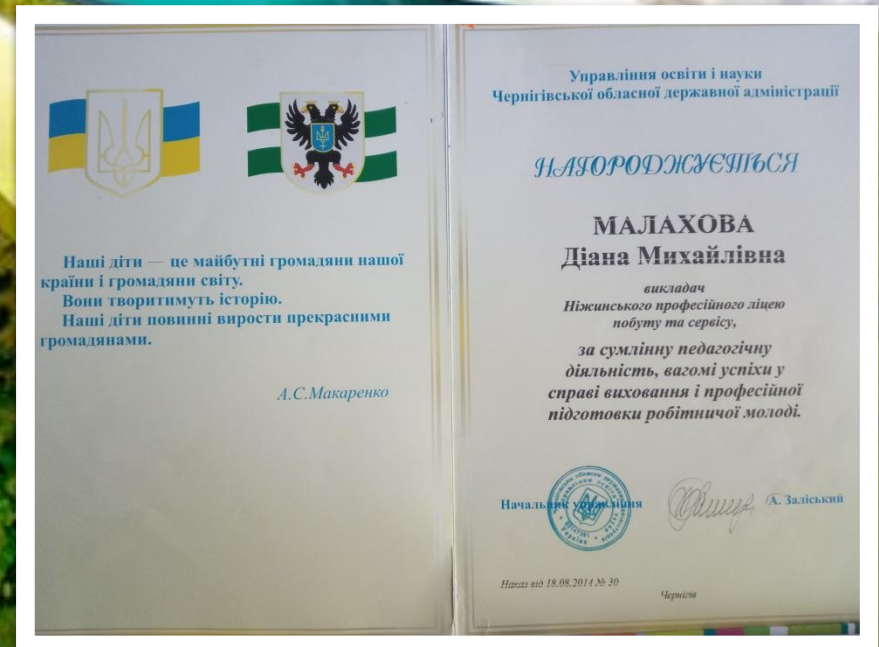 Наші діти — це майбутні громадяни нашої
країни і громадяни світу.
Вони творитимуть історію.
Наші діти повинні вирости прекрасними
громадянами.
А.С.Макаренко
Управління освіти і науки
Чернігівської обласної державної адміністрації
НАГОРОДЖУЄТЬСЯ
МАЛАХОВА
Діана Михайлівна
викладач
Ніжинського професійного ліцею
побуту та сервісу,
за сумлінну педагогічну
діяльність, вагомі успіхи у
справі виховання і професійної
підготовки робітничої молоді.
Начальник управління А. Заліський
Наказ від 18.08.2014 № 30
Чернігів